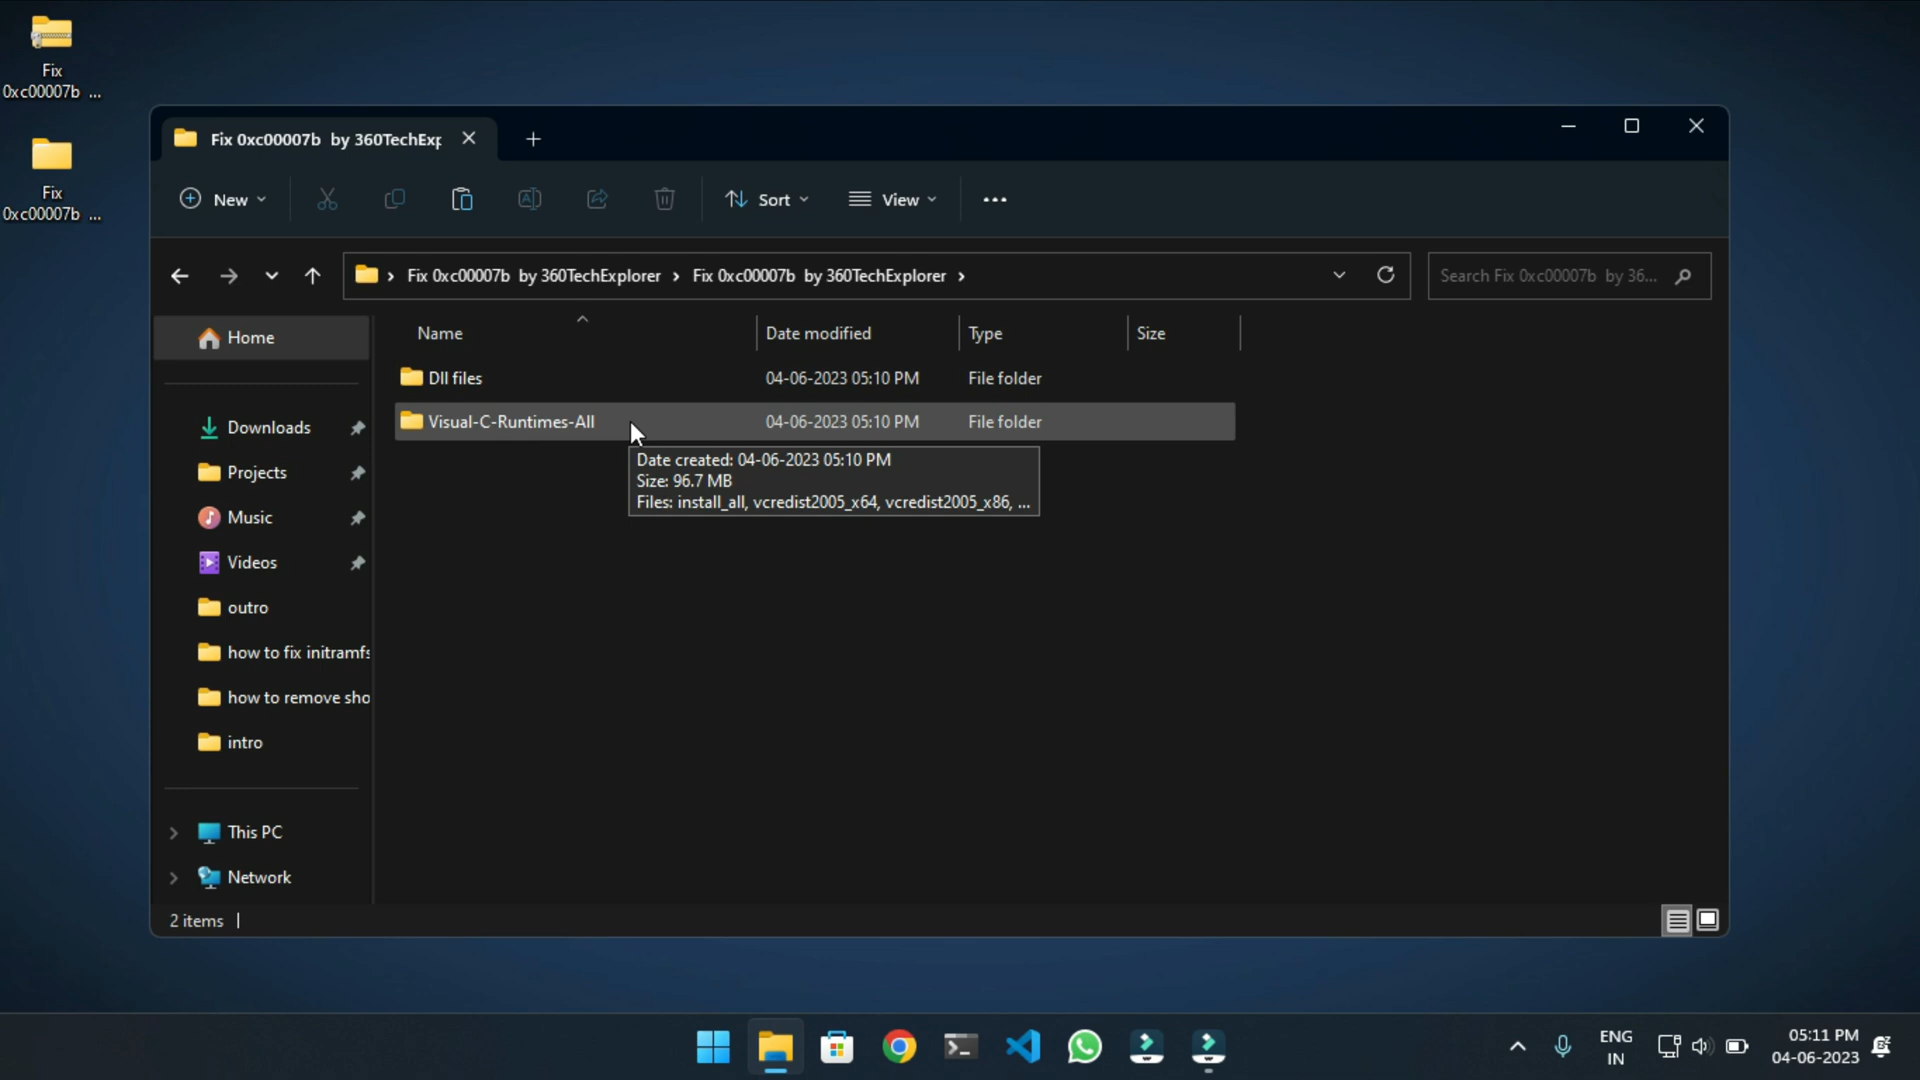 Fix
0xc00007b ...
Fix
0xc00007b ...
Fix 0xc00007b by 360TechExp
New
Sort
View
Fix 0xc00007b by 360TechExplorer > Fix 0xc00007b by 360TechExplorer >
Search Fix 0xc00007b by 36...
Name
Date modified
Type
Size
Dll files
04-06-2023 05:10 PM
File folder
Visual-C-Runtimes-All
04-06-2023 05:10 PM
File folder
Date created: 04-06-2023 05:10 PM
Size: 96.7 MB
Files: install_all, vcredist2005_x64, vcredist2005_x86, ...
Home
Downloads
Projects
Music
Videos
outro
how to fix initramfs
how to remove sho
intro
This PC
Network
2 items
ENG
IN
05:11 PM
04-06-2023